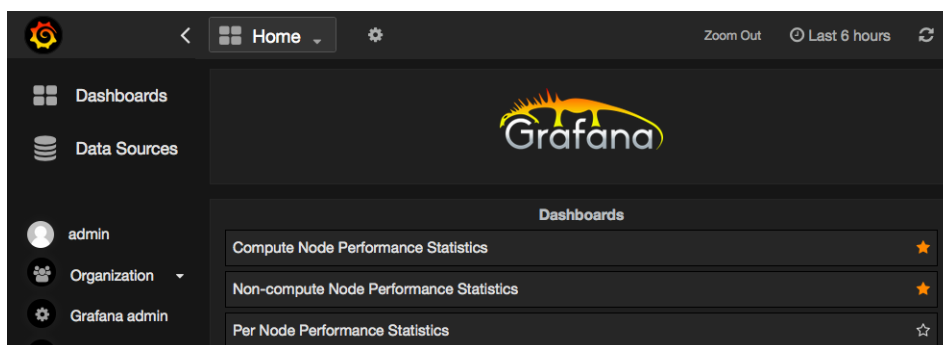 Home
Zoom Out
Last 6 hours
Dashboards
Data Sources
admin
Organization
Grafana admin
Grafana
Dashboards
Compute Node Performance Statistics
Non-compute Node Performance Statistics
Per Node Performance Statistics